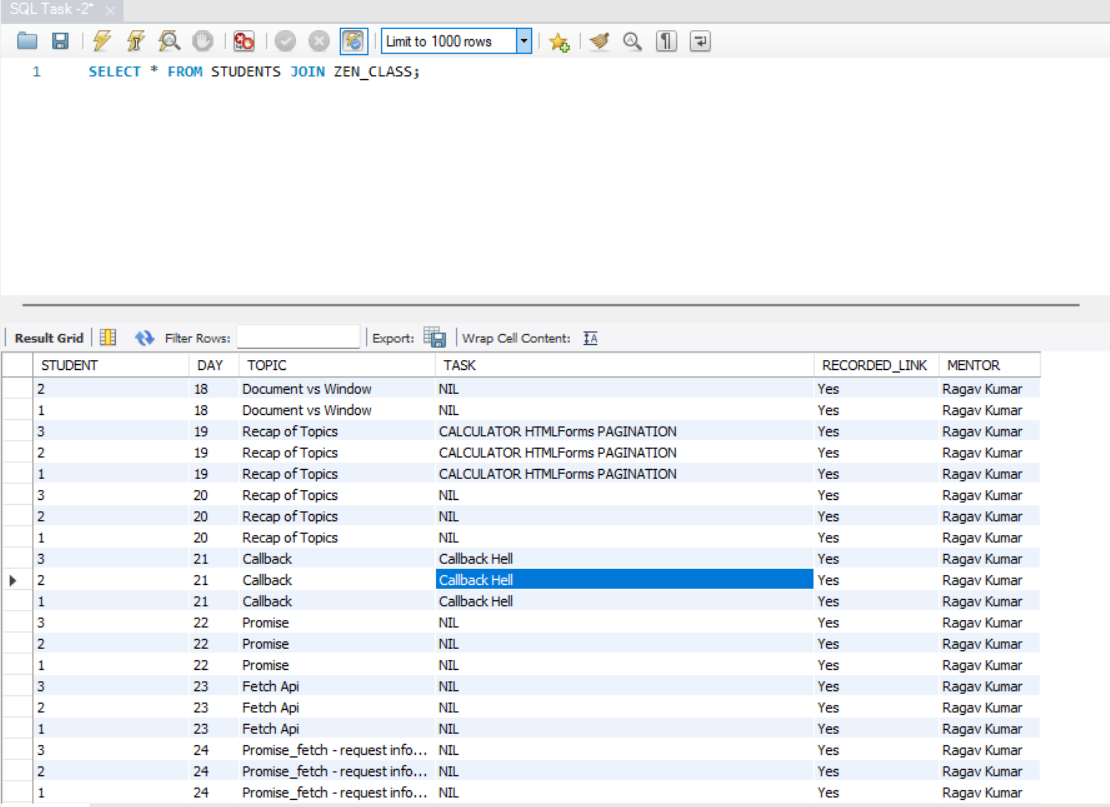 SQL Task -2* ×
Limit to 1000 rows
1 SELECT * FROM STUDENTS JOIN ZEN_CLASS;
Result Grid Filter Rows: Export: Wrap Cell Content: IA
STUDENT DAY TOPIC TASK RECORDED_LINK MENTOR
2 18 Document vs Window NIL Yes Ragav Kumar
1 18 Document vs Window NIL Yes Ragav Kumar
3 19 Recap of Topics CALCULATOR HTMLForms PAGINATION Yes Ragav Kumar
2 19 Recap of Topics CALCULATOR HTMLForms PAGINATION Yes Ragav Kumar
1 19 Recap of Topics CALCULATOR HTMLForms PAGINATION Yes Ragav Kumar
3 20 Recap of Topics NIL Yes Ragav Kumar
2 20 Recap of Topics NIL Yes Ragav Kumar
1 20 Recap of Topics NIL Yes Ragav Kumar
3 21 Callback Callback Hell Yes Ragav Kumar
2 21 Callback Callback Hell Yes Ragav Kumar
1 21 Callback Callback Hell Yes Ragav Kumar
3 22 Promise NIL Yes Ragav Kumar
2 22 Promise NIL Yes Ragav Kumar
1 22 Promise NIL Yes Ragav Kumar
3 23 Fetch Api NIL Yes Ragav Kumar
2 23 Fetch Api NIL Yes Ragav Kumar
1 23 Fetch Api NIL Yes Ragav Kumar
3 24 Promise_fetch - request info... NIL Yes Ragav Kumar
2 24 Promise_fetch - request info... NIL Yes Ragav Kumar
1 24 Promise_fetch - request info... NIL Yes Ragav Kumar